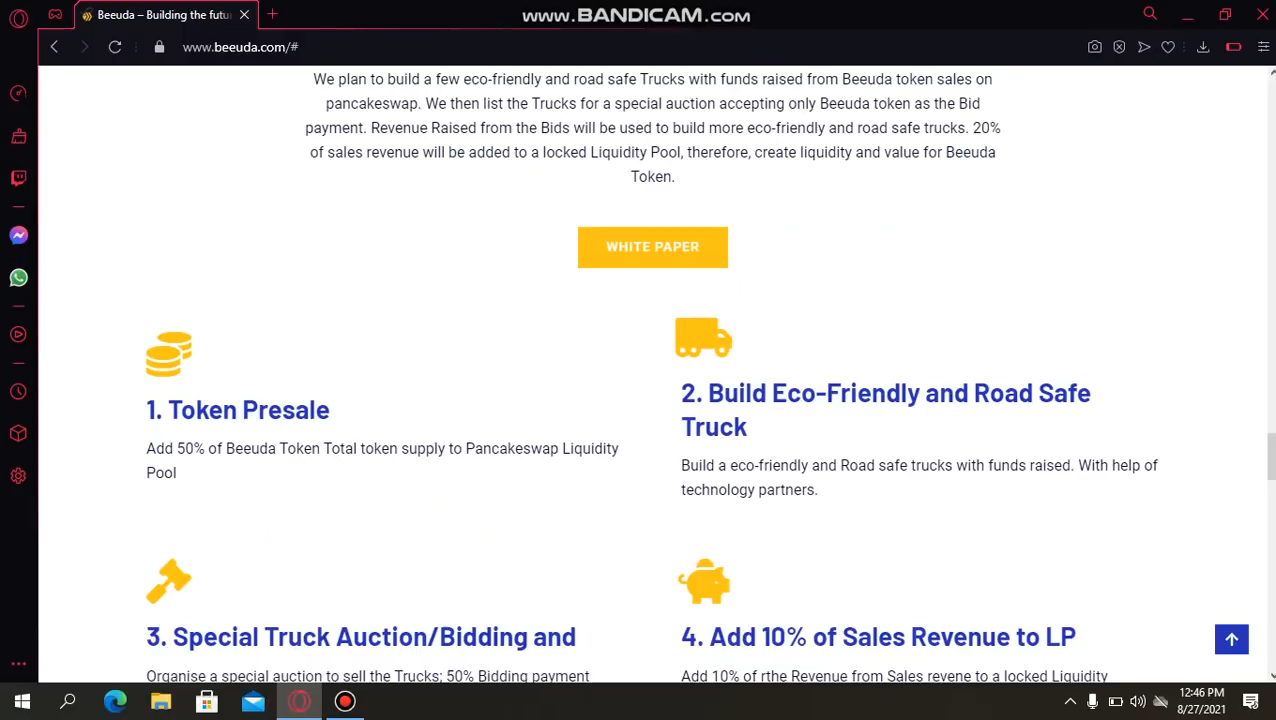 www.BANDICAM.com
Beeuda – Building the futu
www.beeuda.com/#
We plan to build a few eco-friendly and road safe Trucks with funds raised from Beeuda token sales on
pancakeswap. We then list the Trucks for a special auction accepting only Beeuda token as the Bid
payment. Revenue Raised from the Bids will be used to build more eco-friendly and road safe trucks. 20%
of sales revenue will be added to a locked Liquidity Pool, therefore, create liquidity and value for Beeuda
Token.
WHITE PAPER
1. Token Presale
Add 50% of Beeuda Token Total token supply to Pancakeswap Liquidity
Pool
2. Build Eco-Friendly and Road Safe
Truck
Build a eco-friendly and Road safe trucks with funds raised. With help of
technology partners.
3. Special Truck Auction/Bidding and
Organise a special auction to sell the Trucks; 50% Bidding payment
4. Add 10% of Sales Revenue to LP
Add 10% of rthe Revenue from Sales revene to a locked Liquidity
12:46 PM
8/27/2021